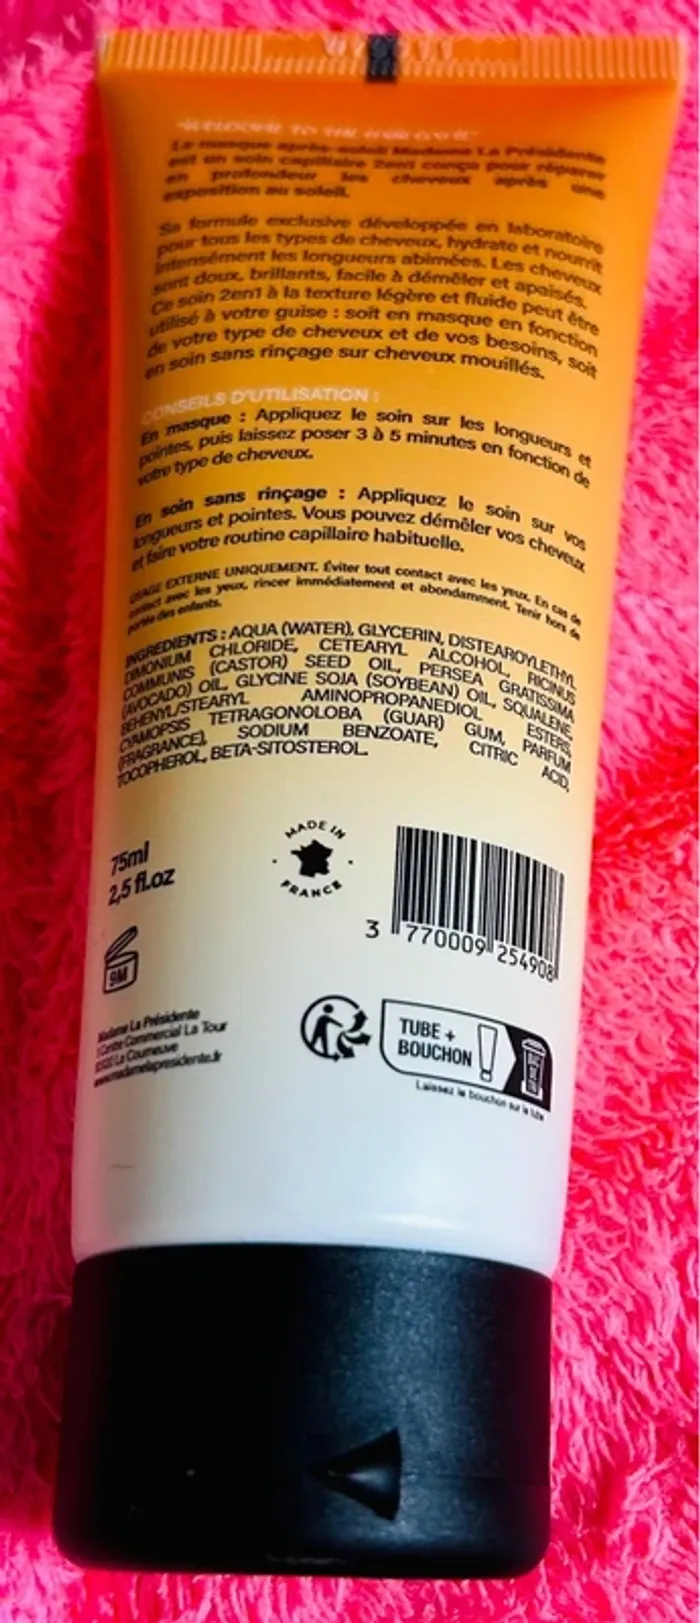 "WELCOME TO THE HAIR GAME"
Le masque après-soleil Madame La Présidente
est un soin capillaire 2en1 conçu pour réparer
en profondeur les cheveux après une
exposition au soleil.
Sa formule exclusive développée en laboratoire
pour tous les types de cheveux, hydrate et nourrit
intensément les longueurs abimées. Les cheveux
sont doux, brillants, facile à démêler et apaisés.
Ce soin 2en1 à la texture légère et fluide peut être
utilisé à votre guise : soit en masque en fonction
de votre type de cheveux et de vos besoins, soit
en soin sans rinçage sur cheveux mouillés.
CONSEILS D'UTILISATION :
En masque : Appliquez le soin sur les longueurs et
pointes, puis laissez poser 3 à 5 minutes en fonction de
votre type de cheveux.
En soin sans rinçage : Appliquez le soin sur vos
longueurs et pointes. Vous pouvez démêler vos cheveux
et faire votre routine capillaire habituelle.
USAGE EXTERNE UNIQUEMENT. Éviter tout contact avec les yeux. En cas de
contact avec les yeux, rincer immédiatement et abondamment. Tenir hors de
portée des enfants.
INGREDIENTS : AQUA (WATER), GLYCERIN, DISTEAROYLETHYL
DIMONIUM CHLORIDE, CETEARYL ALCOHOL, RICINUS
COMMUNIS (CASTOR) SEED OIL, PERSEA GRATISSIMA
(AVOCADO) OIL, GLYCINE SOJA (SOYBEAN) OIL, SQUALENE,
BEHENYL/STEARYL AMINOPROPANEDIOL ESTERS,
CYAMOPSIS TETRAGONOLOBA (GUAR) GUM, PARFUM
(FRAGRANCE), SODIUM BENZOATE, CITRIC ACID,
TOCOPHEROL, BETA-SITOSTEROL.
75ml
2,5 fl.oz
MADE IN
FRANCE
3 770009 254908
9M
Madame La Présidente
Centre Commercial La Tour
La Courneuve
www.madamelapresidente.fr
TUBE +
BOUCHON
BAC DE TRI
Laissez le bouchon sur le tube